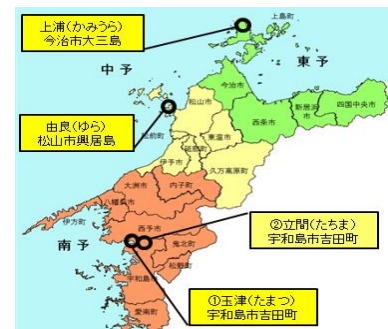 上浦(かみうら)
今治市大三島
上島町
中予
東予
今治市
松山市
西条市
新居浜市
四国中央市
由良(ゆら)
松山市興居島
松前町
東温市
砥部町
伊予市
久万高原町
大洲市
内子町
八幡浜市
伊方町
西予市
②立間(たちま)
宇和島市吉田町
南予
鬼北町
松野町
宇和島市
①玉津(たまつ)
宇和島市吉田町
愛南町